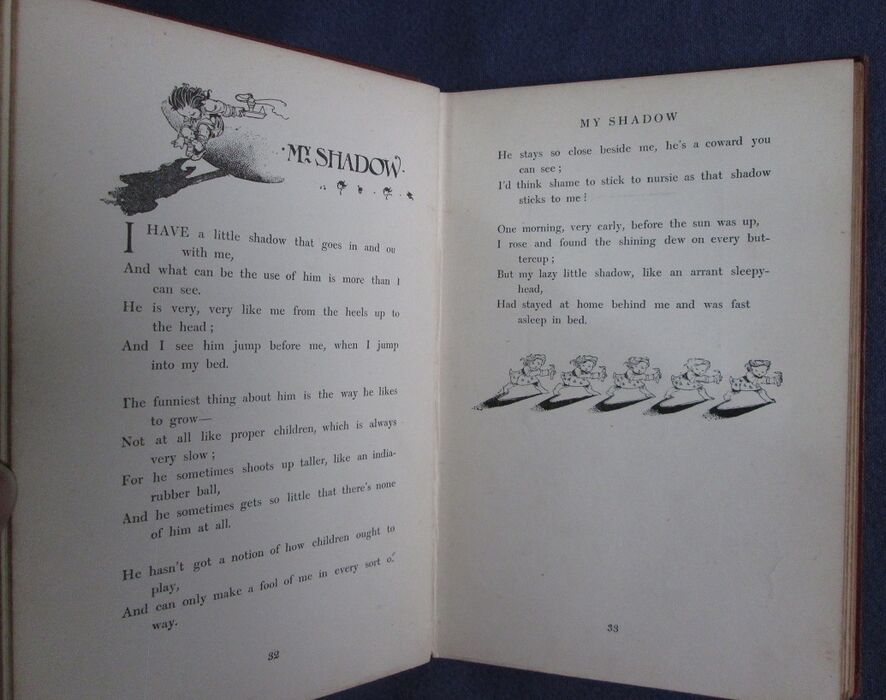 MY SHADOW
I HAVE a little shadow that goes in and ou
with me,
And what can be the use of him is more than I
can see.
He is very, very like me from the heels up to
the head ;
And I see him jump before me, when I jump
into my bed.
The funniest thing about him is the way he likes
to grow—
Not at all like proper children, which is always
very slow ;
For he sometimes shoots up taller, like an india-
rubber ball,
And he sometimes gets so little that there's none
of him at all.
He hasn't got a notion of how children ought to
play,
And can only make a fool of me in every sort of
way.
32
MY SHADOW
He stays so close beside me, he's a coward you
can see ;
I'd think shame to stick to nursie as that shadow
sticks to me !
One morning, very early, before the sun was up,
I rose and found the shining dew on every but-
tercup ;
But my lazy little shadow, like an arrant sleepy-
head,
Had stayed at home behind me and was fast
asleep in bed.
33